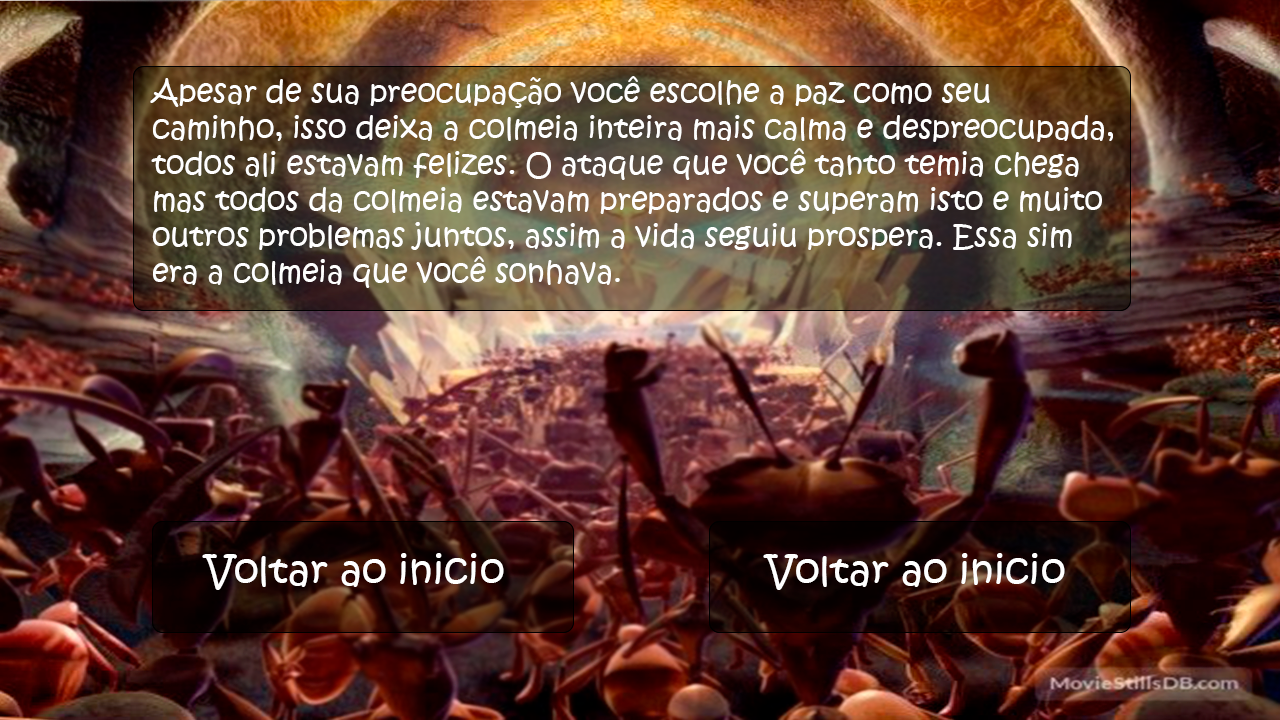 Apesar de sua preocupação você escolhe a paz como seu
caminho, isso deixa a colmeia inteira mais calma e despreocupada,
todos ali estavam felizes. O ataque que você tanto temia chega
mas todos da colmeia estavam preparados e superam isto e muito
outros problemas juntos, assim a vida seguiu prospera. Essa sim
era a colmeia que você sonhava.
Voltar ao inicio
Voltar ao inicio
MovieStillsDB.com